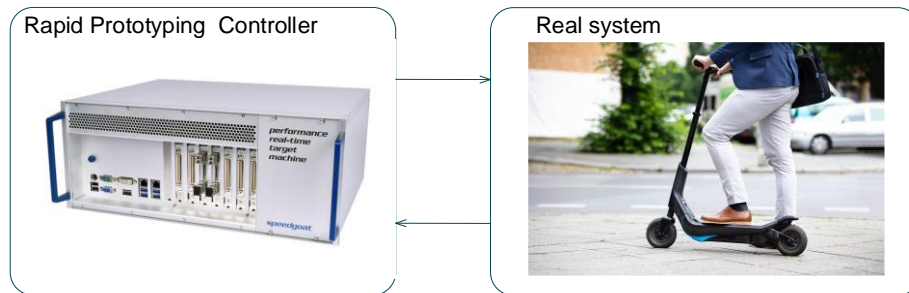 Rapid Prototyping Controller
Real system
performance
real-time
target
machine
speedgoat